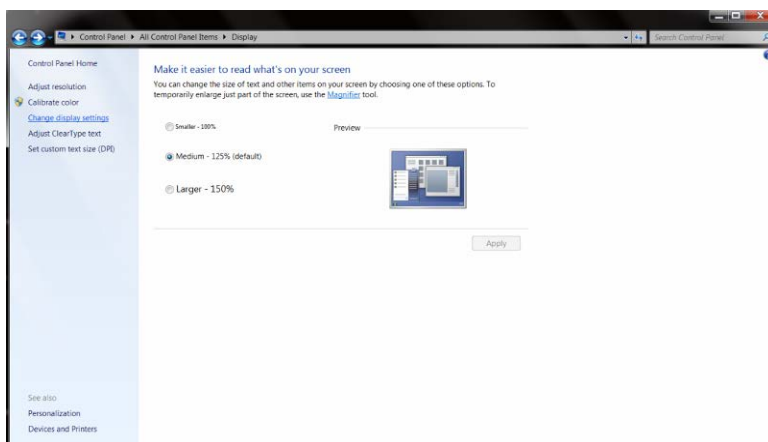 Control Panel ▸ All Control Panel Items ▸ Display
Search Control Panel
Control Panel Home
Adjust resolution
Calibrate color
Change display settings
Adjust ClearType text
Set custom text size (DPI)
See also
Personalization
Devices and Printers
Make it easier to read what's on your screen
You can change the size of text and other items on your screen by choosing one of these options. To
temporarily enlarge just part of the screen, use the Magnifier tool.
Smaller - 100%
Preview
Medium - 125% (default)
Larger - 150%
Apply